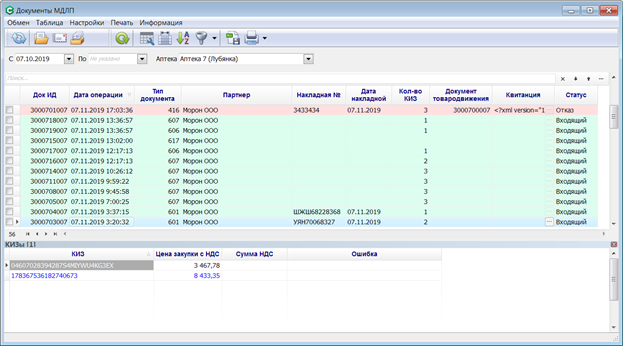 Документы МДЛП
Обмен Таблица Настройки Печать Информация
С 07.10.2019 По Не указано Аптека Аптека 7 (Лубянка)
Поиск...
Док ИД Дата операции Тип документа Партнер Накладная № Дата накладной Кол-во КИЗ Документ товародвижения Квитанция Статус
3000701007 07.11.2019 17:03:36 416 Морон ООО 3433434 07.11.2019 3 3000700007 <?xml version="1 Отказ
3000718007 07.11.2019 13:36:57 607 Морон ООО 1 Входящий
3000719007 07.11.2019 13:36:57 606 Морон ООО 1 Входящий
3000715007 07.11.2019 13:02:00 617 Морон ООО Входящий
3000712007 07.11.2019 12:17:13 606 Морон ООО 1 Входящий
3000716007 07.11.2019 12:17:13 607 Морон ООО 2 Входящий
3000714007 07.11.2019 10:26:12 607 Морон ООО 3 Входящий
3000711007 07.11.2019 9:59:22 607 Морон ООО 3 Входящий
3000708007 07.11.2019 9:45:58 607 Морон ООО 3 Входящий
3000705007 07.11.2019 7:00:25 607 Морон ООО 3 Входящий
3000704007 07.11.2019 3:37:15 601 Морон ООО ШЖШ68228368 07.11.2019 1 Входящий
3000703007 07.11.2019 3:20:32 601 Морон ООО УЯН70068327 07.11.2019 2 Входящий
56
КИЗы [1]
КИЗ Цена закупки с НДС Сумма НДС Ошибка
3 467,78
178367536182740673 8 433,35